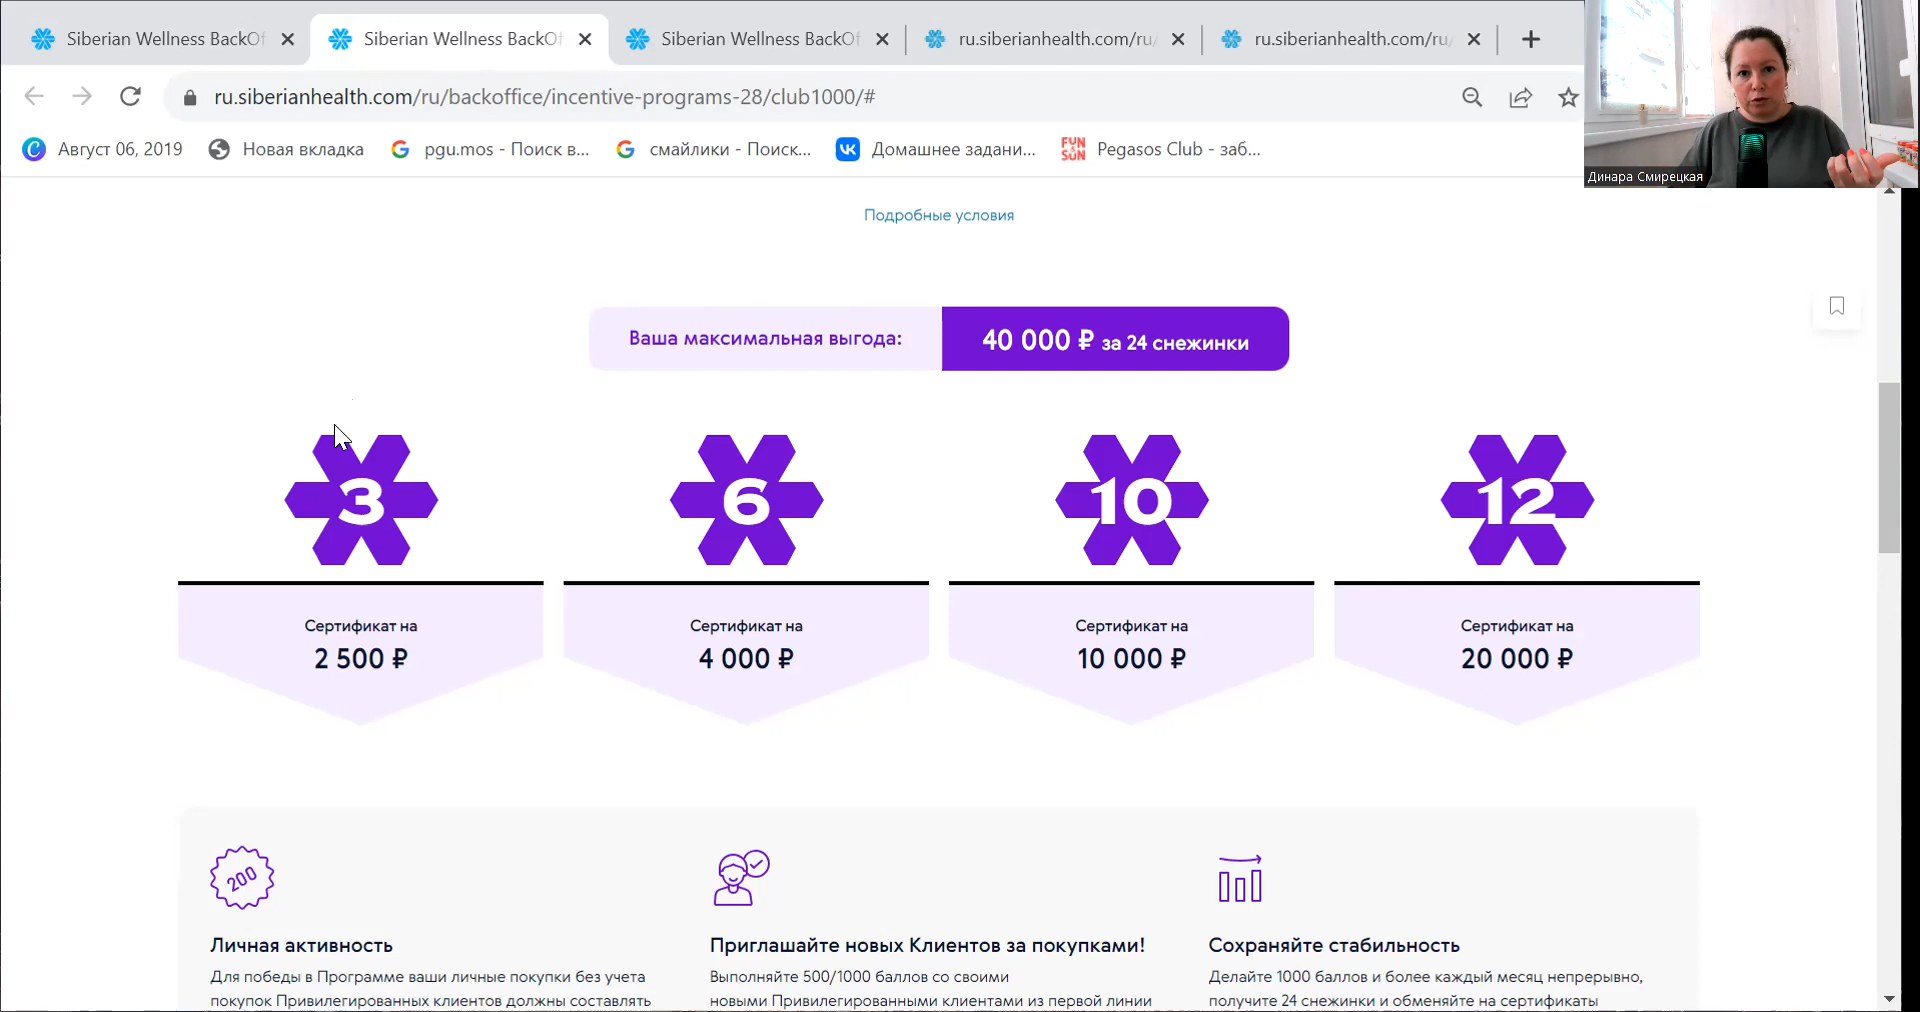 Siberian Wellness BackOf
Siberian Wellness BackOf
Siberian Wellness BackOf
ru.siberianhealth.com/ru/
ru.siberianhealth.com/ru/
ru.siberianhealth.com/ru/backoffice/incentive-programs-28/club1000/#
Август 06, 2019
Новая вкладка
pgu.mos - Поиск в...
смайлики - Поиск...
Домашнее задани...
FUN&SUN
Pegasos Club - заб...
Динара Смирецкая
Подробные условия
Ваша максимальная выгода:
40 000 ₽ за 24 снежинки
3
6
10
12
Сертификат на
2 500 ₽
Сертификат на
4 000 ₽
Сертификат на
10 000 ₽
Сертификат на
20 000 ₽
200
Личная активность
Для победы в Программе ваши личные покупки без учета
покупок Привилегированных клиентов должны составлять
Приглашайте новых Клиентов за покупками!
Выполняйте 500/1000 баллов со своими
новыми Привилегированными клиентами из первой линии
Сохраняйте стабильность
Делайте 1000 баллов и более каждый месяц непрерывно,
получите 24 снежинки и обменяйте на сертификаты